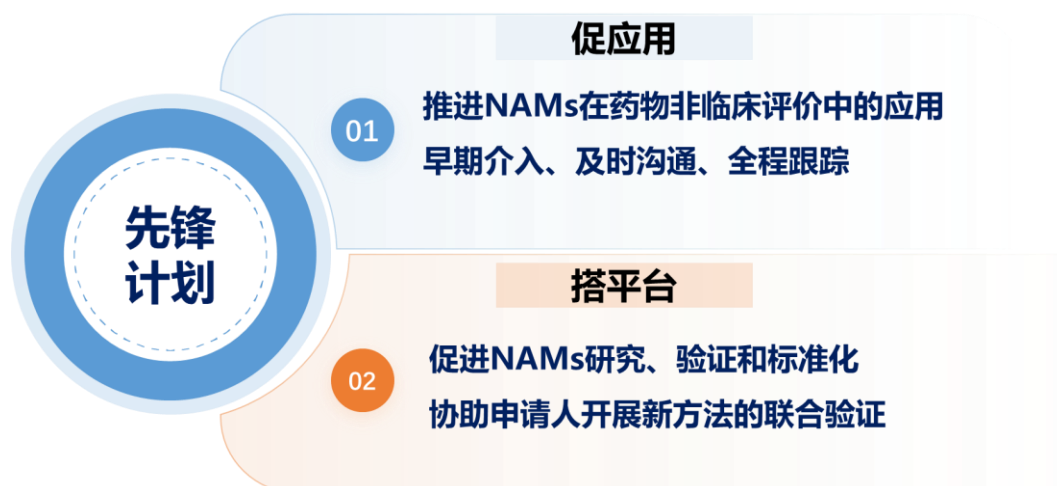 先锋
计划
促应用
01
推进NAMs在药物非临床评价中的应用
早期介入、及时沟通、全程跟踪
搭平台
02
促进NAMs研究、验证和标准化
协助申请人开展新方法的联合验证